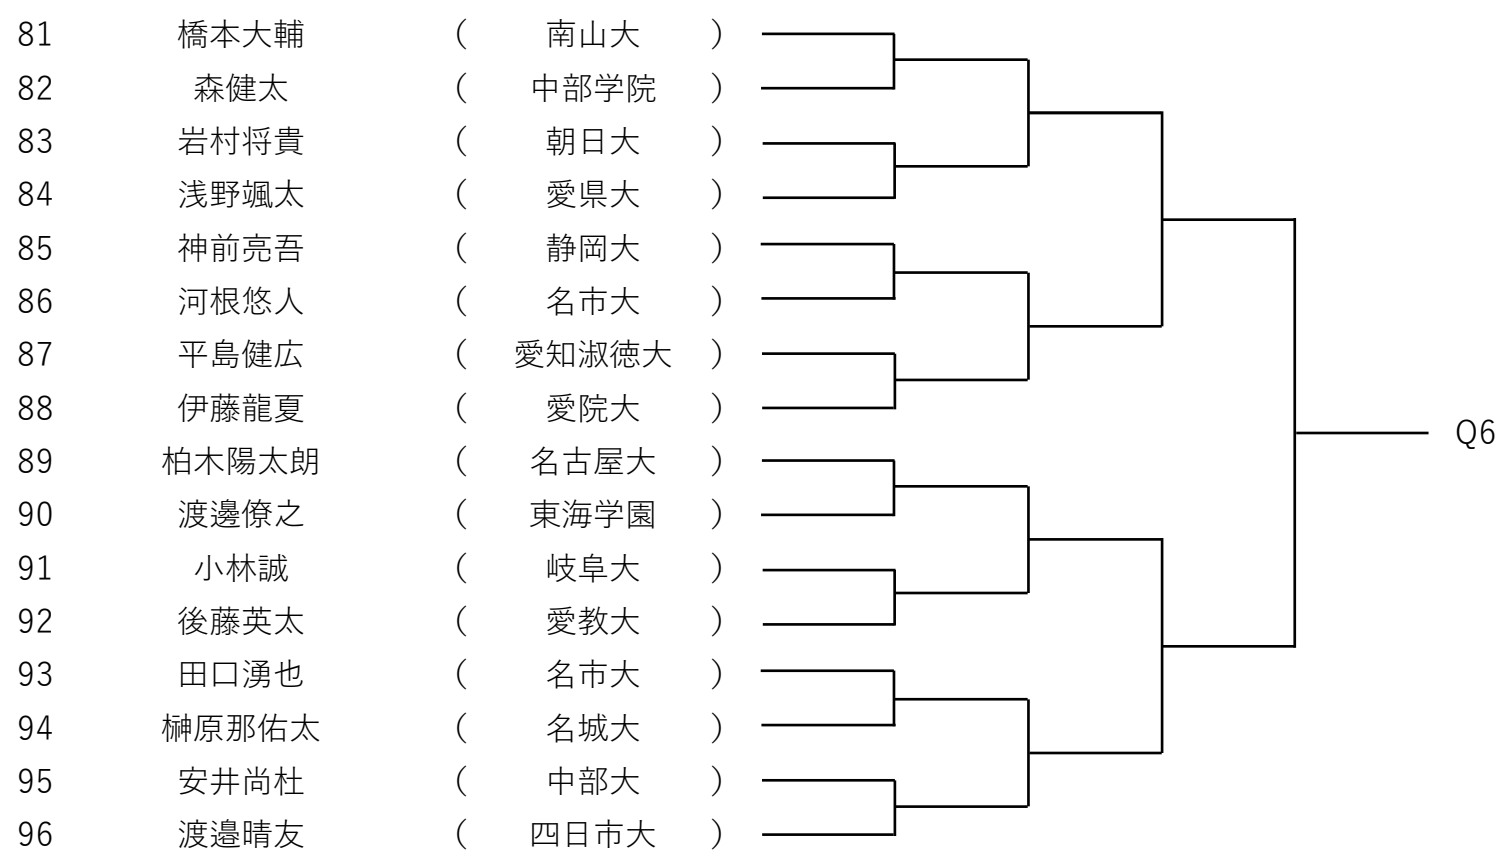 81 橋本大輔 ( 南山大 )
82 森健太 ( 中部学院 )
83 岩村将貴 ( 朝日大 )
84 浅野颯太 ( 愛県大 )
85 神前亮吾 ( 静岡大 )
86 河根悠人 ( 名市大 )
87 平島健広 ( 愛知淑徳大 )
88 伊藤龍夏 ( 愛院大 )
Q6
89 柏木陽太朗 ( 名古屋大 )
90 渡邊僚之 ( 東海学園 )
91 小林誠 ( 岐阜大 )
92 後藤英太 ( 愛教大 )
93 田口湧也 ( 名市大 )
94 榊原那佑太 ( 名城大 )
95 安井尚杜 ( 中部大 )
96 渡邉晴友 ( 四日市大 )